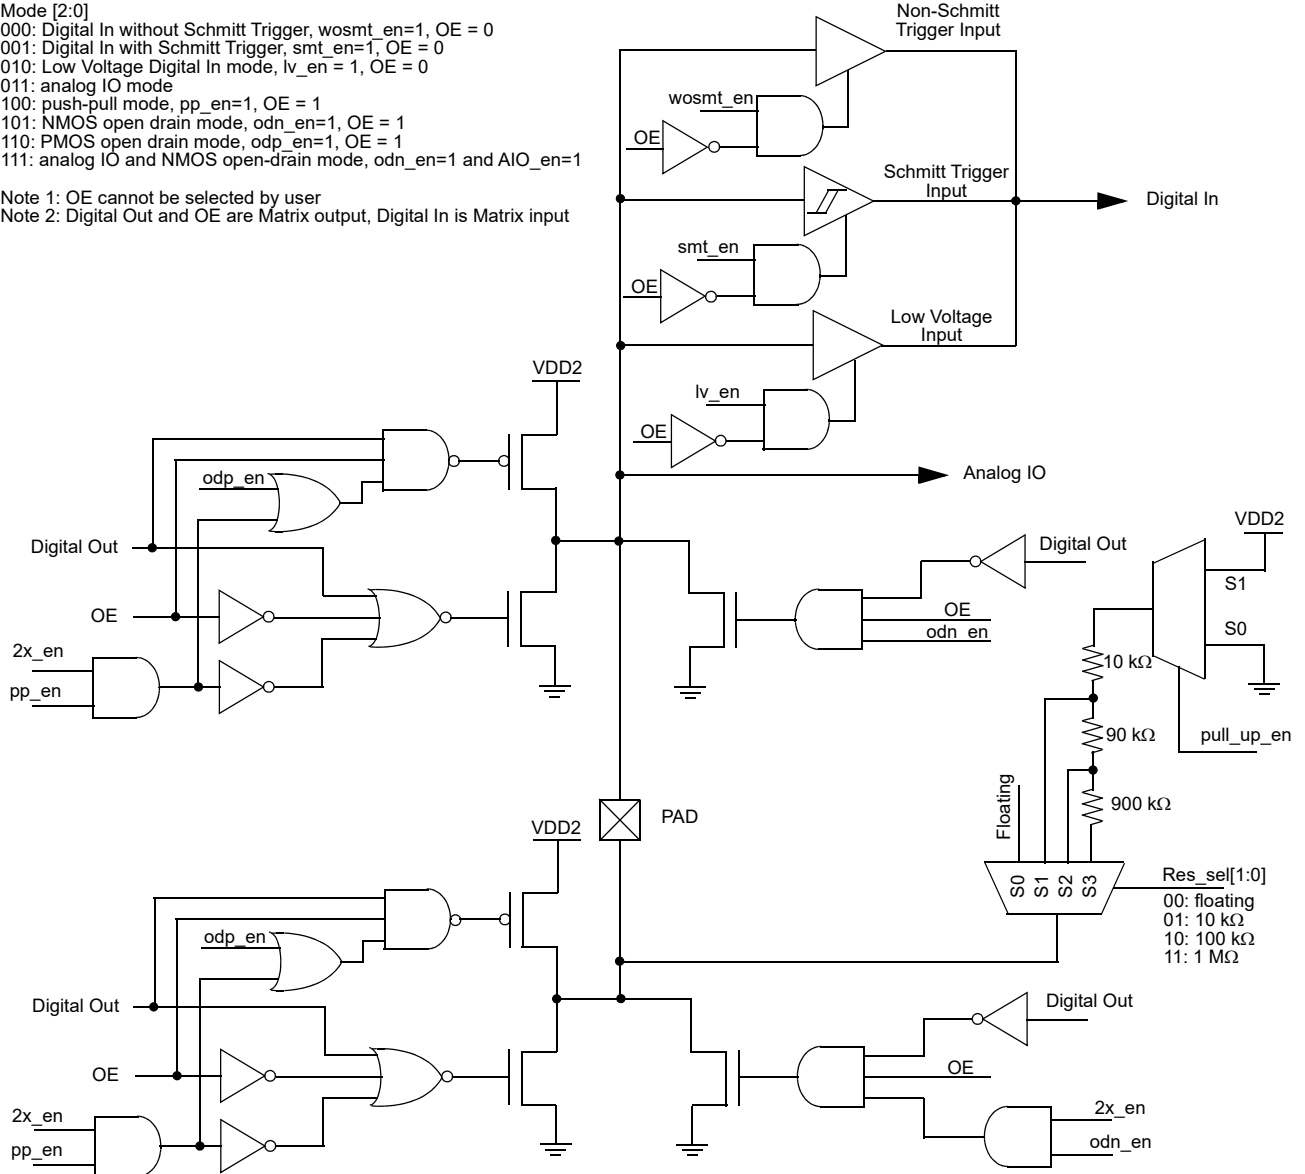 Mode [2:0]
000: Digital In without Schmitt Trigger, wosmt_en=1, OE = 0
001: Digital In with Schmitt Trigger, smt_en=1, OE = 0
010: Low Voltage Digital In mode, lv_en = 1, OE = 0
011: analog IO mode
100: push-pull mode, pp_en=1, OE = 1
101: NMOS open drain mode, odn_en=1, OE = 1
110: PMOS open drain mode, odp_en=1, OE = 1
111: analog IO and NMOS open-drain mode, odn_en=1 and AIO_en=1
Note 1: OE cannot be selected by user
Note 2: Digital Out and OE are Matrix output, Digital In is Matrix input
Non-Schmitt
Trigger Input
wosmt_en
OE
Schmitt Trigger
Input
Digital In
smt_en
OE
Low Voltage
Input
lv_en
OE
Analog IO
VDD2
odp_en
Digital Out
OE
2x_en
pp_en
Digital Out
OE
odn_en
VDD2
S1
S0
10 kΩ
90 kΩ
pull_up_en
900 kΩ
Floating
S0
S1
S2
S3
Res_sel[1:0]
00: floating
01: 10 kΩ
10: 100 kΩ
11: 1 MΩ
PAD
VDD2
odp_en
Digital Out
OE
2x_en
pp_en
Digital Out
OE
2x_en
odn_en